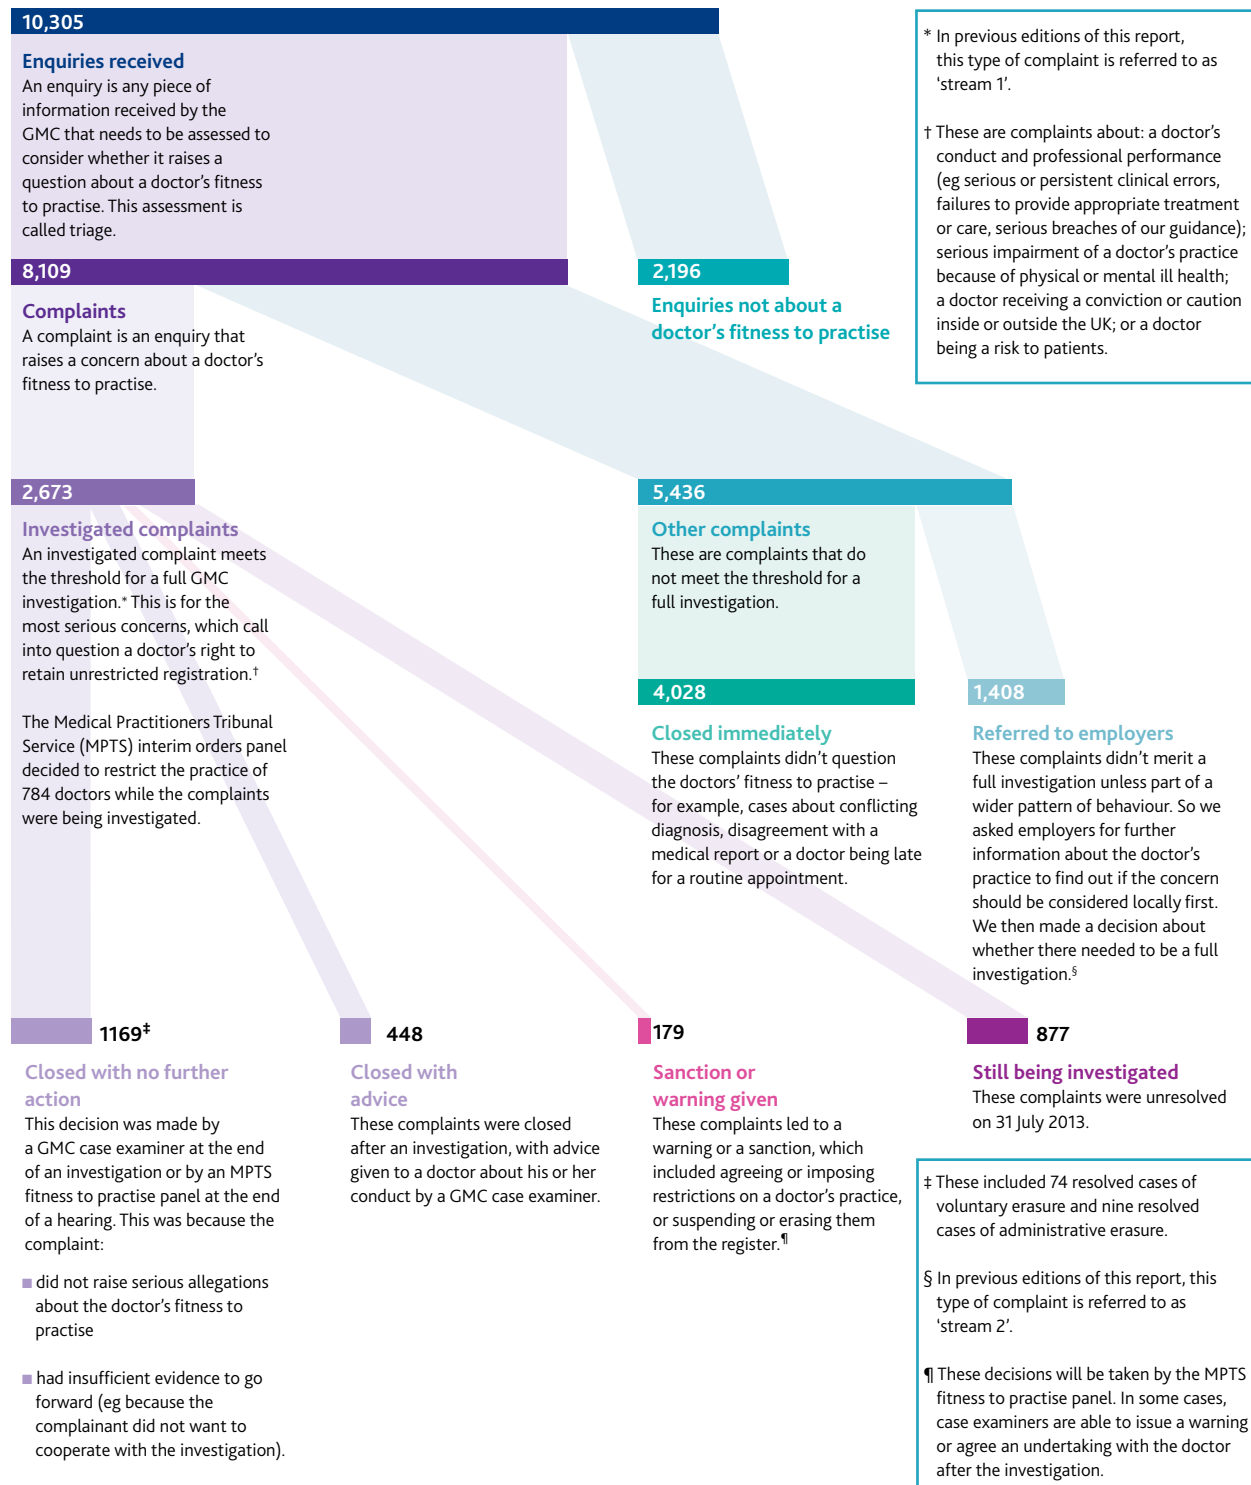 10,305
Enquiries received
An enquiry is any piece of
information received by the
GMC that needs to be assessed to
consider whether it raises a
question about a doctor's fitness
to practise. This assessment is
called triage.
* In previous editions of this report,
this type of complaint is referred to as
‘stream 1’.
† These are complaints about: a doctor's
conduct and professional performance
(eg serious or persistent clinical errors,
failures to provide appropriate treatment
or care, serious breaches of our guidance);
serious impairment of a doctor's practice
because of physical or mental ill health;
a doctor receiving a conviction or caution
inside or outside the UK; or a doctor
being a risk to patients.
8,109
Complaints
A complaint is an enquiry that
raises a concern about a doctor's
fitness to practise.
2,196
Enquiries not about a
doctor's fitness to practise
2,673
Investigated complaints
An investigated complaint meets
the threshold for a full GMC
investigation.* This is for the
most serious concerns, which call
into question a doctor's right to
retain unrestricted registration.†
The Medical Practitioners Tribunal
Service (MPTS) interim orders panel
decided to restrict the practice of
784 doctors while the complaints
were being investigated.
5,436
Other complaints
These are complaints that do
not meet the threshold for a
full investigation.
4,028
Closed immediately
These complaints didn't question
the doctors' fitness to practise –
for example, cases about conflicting
diagnosis, disagreement with a
medical report or a doctor being late
for a routine appointment.
1,408
Referred to employers
These complaints didn't merit a
full investigation unless part of a
wider pattern of behaviour. So we
asked employers for further
information about the doctor's
practice to find out if the concern
should be considered locally first.
We then made a decision about
whether there needed to be a full
investigation.§
1169‡
Closed with no further
action
This decision was made by
a GMC case examiner at the end
of an investigation or by an MPTS
fitness to practise panel at the end
of a hearing. This was because the
complaint:
■ did not raise serious allegations
about the doctor's fitness to
practise
■ had insufficient evidence to go
forward (eg because the
complainant did not want to
cooperate with the investigation).
448
Closed with
advice
These complaints were closed
after an investigation, with advice
given to a doctor about his or her
conduct by a GMC case examiner.
179
Sanction or
warning given
These complaints led to a
warning or a sanction, which
included agreeing or imposing
restrictions on a doctor's practice,
or suspending or erasing them
from the register.¶
877
Still being investigated
These complaints were unresolved
on 31 July 2013.
‡ These included 74 resolved cases of
voluntary erasure and nine resolved
cases of administrative erasure.
§ In previous editions of this report, this
type of complaint is referred to as
‘stream 2’.
¶ These decisions will be taken by the MPTS
fitness to practise panel. In some cases,
case examiners are able to issue a warning
or agree an undertaking with the doctor
after the investigation.